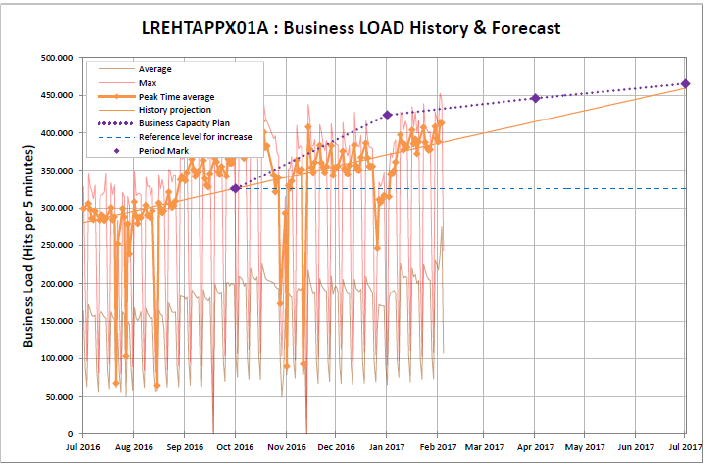 LREHTAPPX01A : Business LOAD History & Forecast
Business Load (Hits per 5 minutes)
500.000
450.000
400.000
350.000
300.000
250.000
200.000
150.000
100.000
50.000
0
Average
Max
Peak Time average
History projection
Business Capacity Plan
Reference level for increase
Period Mark
Jul 2016 Aug 2016 Sep 2016 Oct 2016 Nov 2016 Dec 2016 Jan 2017 Feb 2017 Mar 2017 Apr 2017 May 2017 Jun 2017 Jul 2017